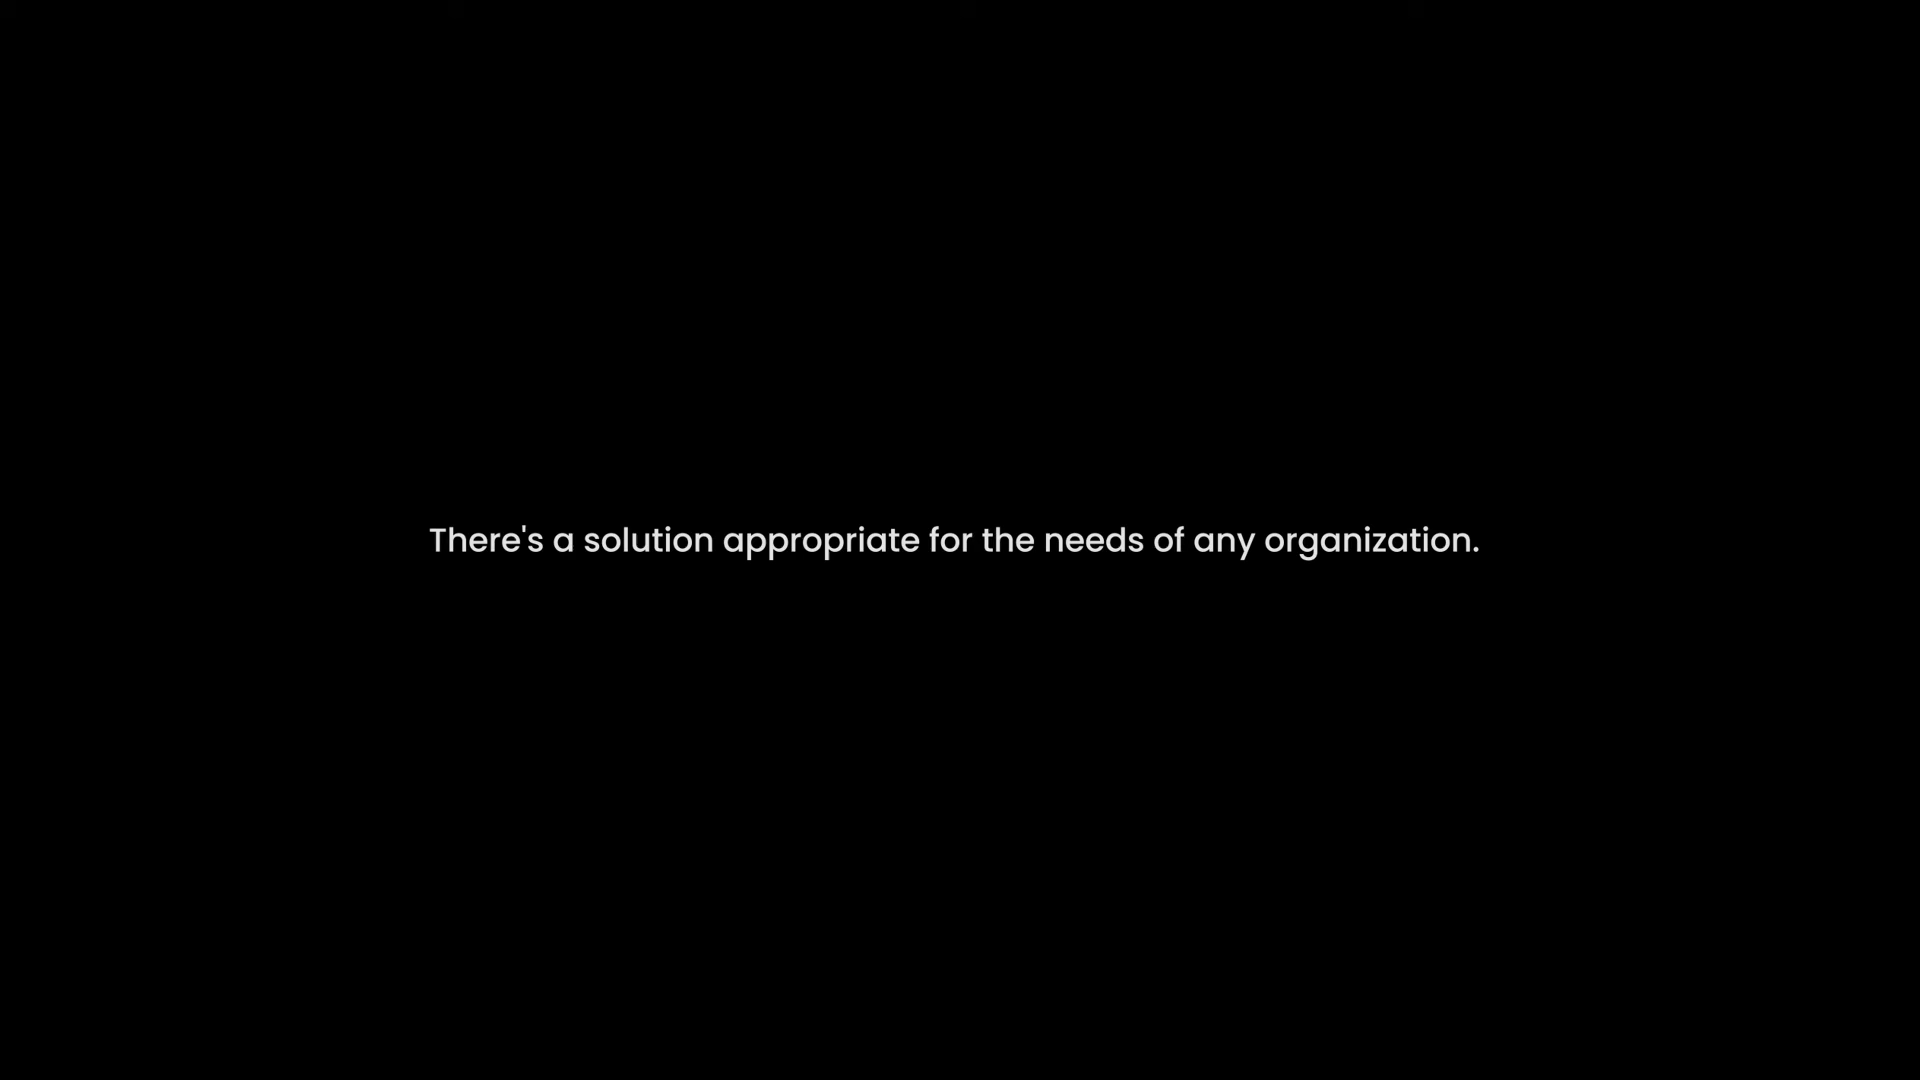 There's a solution appropriate for the needs of any organization.